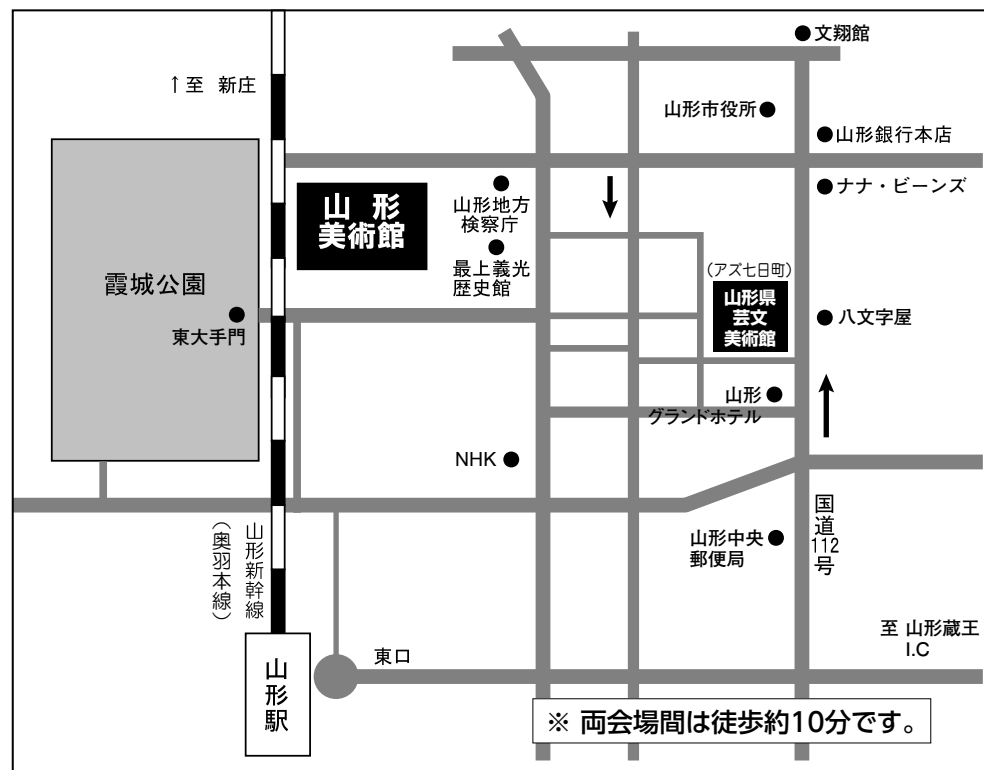 文翔館
↑至 新庄
山形市役所
山形銀行本店
ナナ・ビーンズ
山形
美術館
山形地方
検察庁
最上義光
歴史館
霞城公園
東大手門
(アズ七日町)
山形県
芸文
美術館
八文字屋
山形
グランドホテル
NHK
国道112号
山形中央
郵便局
山形新幹線
(奥羽本線)
至 山形蔵王
I.C
東口
山形駅
※ 両会場間は徒歩約10分です。